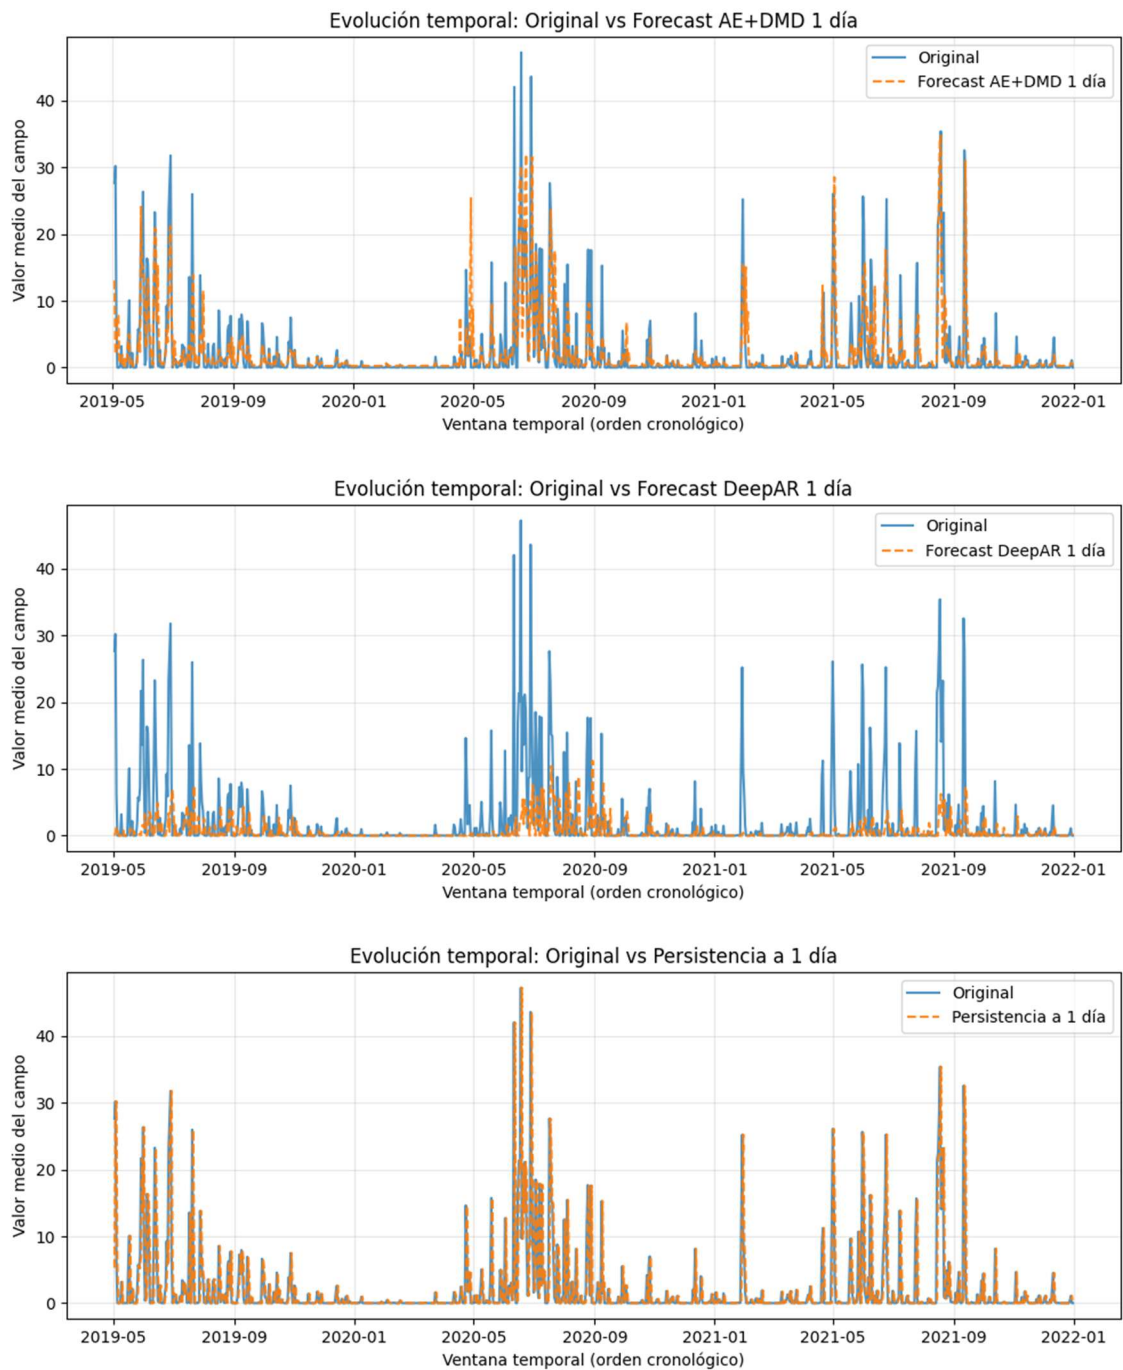 Evolución temporal: Original vs Forecast AE+DMD 1 día
Original
Forecast AE+DMD 1 día
Valor medio del campo
40
30
20
10
0
2019-05 2019-09 2020-01 2020-05 2020-09 2021-01 2021-05 2021-09 2022-01
Ventana temporal (orden cronológico)
Evolución temporal: Original vs Forecast DeepAR 1 día
Original
Forecast DeepAR 1 día
Valor medio del campo
40
30
20
10
0
2019-05 2019-09 2020-01 2020-05 2020-09 2021-01 2021-05 2021-09 2022-01
Ventana temporal (orden cronológico)
Evolución temporal: Original vs Persistencia a 1 día
Original
Persistencia a 1 día
Valor medio del campo
40
30
20
10
0
2019-05 2019-09 2020-01 2020-05 2020-09 2021-01 2021-05 2021-09 2022-01
Ventana temporal (orden cronológico)